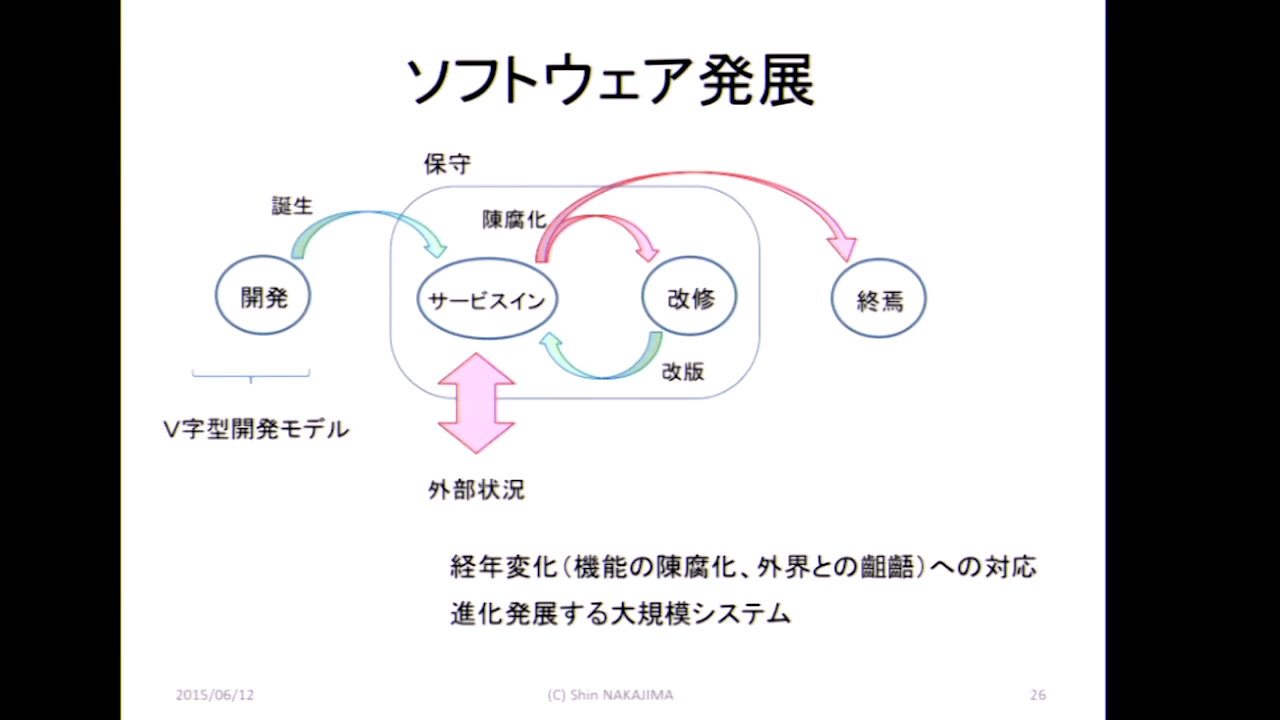 ソフトウェア発展
保守
誕生
陳腐化
開発
サービスイン
改修
終焉
改版
V字型開発モデル
外部状況
経年変化(機能の陳腐化、外界との齟齬)への対応
進化発展する大規模システム
2015/06/12
(C) Shin NAKAJIMA
26